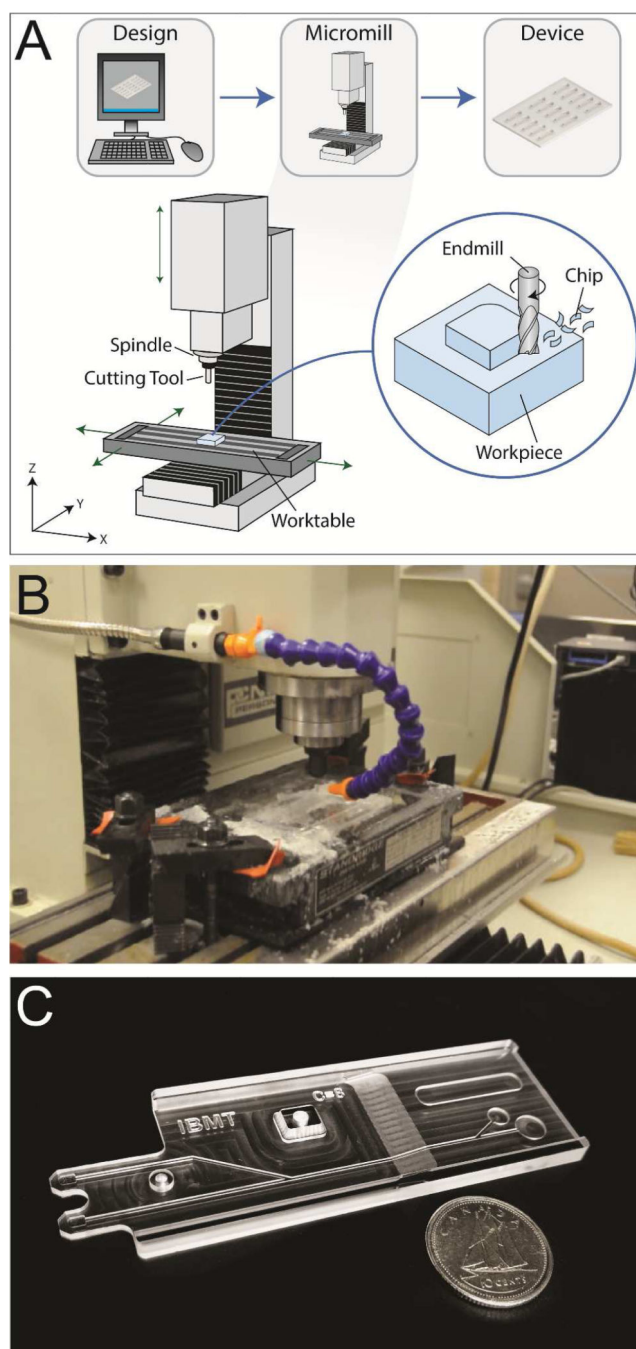 A
Design
Micromill
Device
Endmill
Chip
Spindle
Cutting Tool
Workpiece
Worktable
Z
Y
X
B
C
IBMT
CANADA
10 CENTS